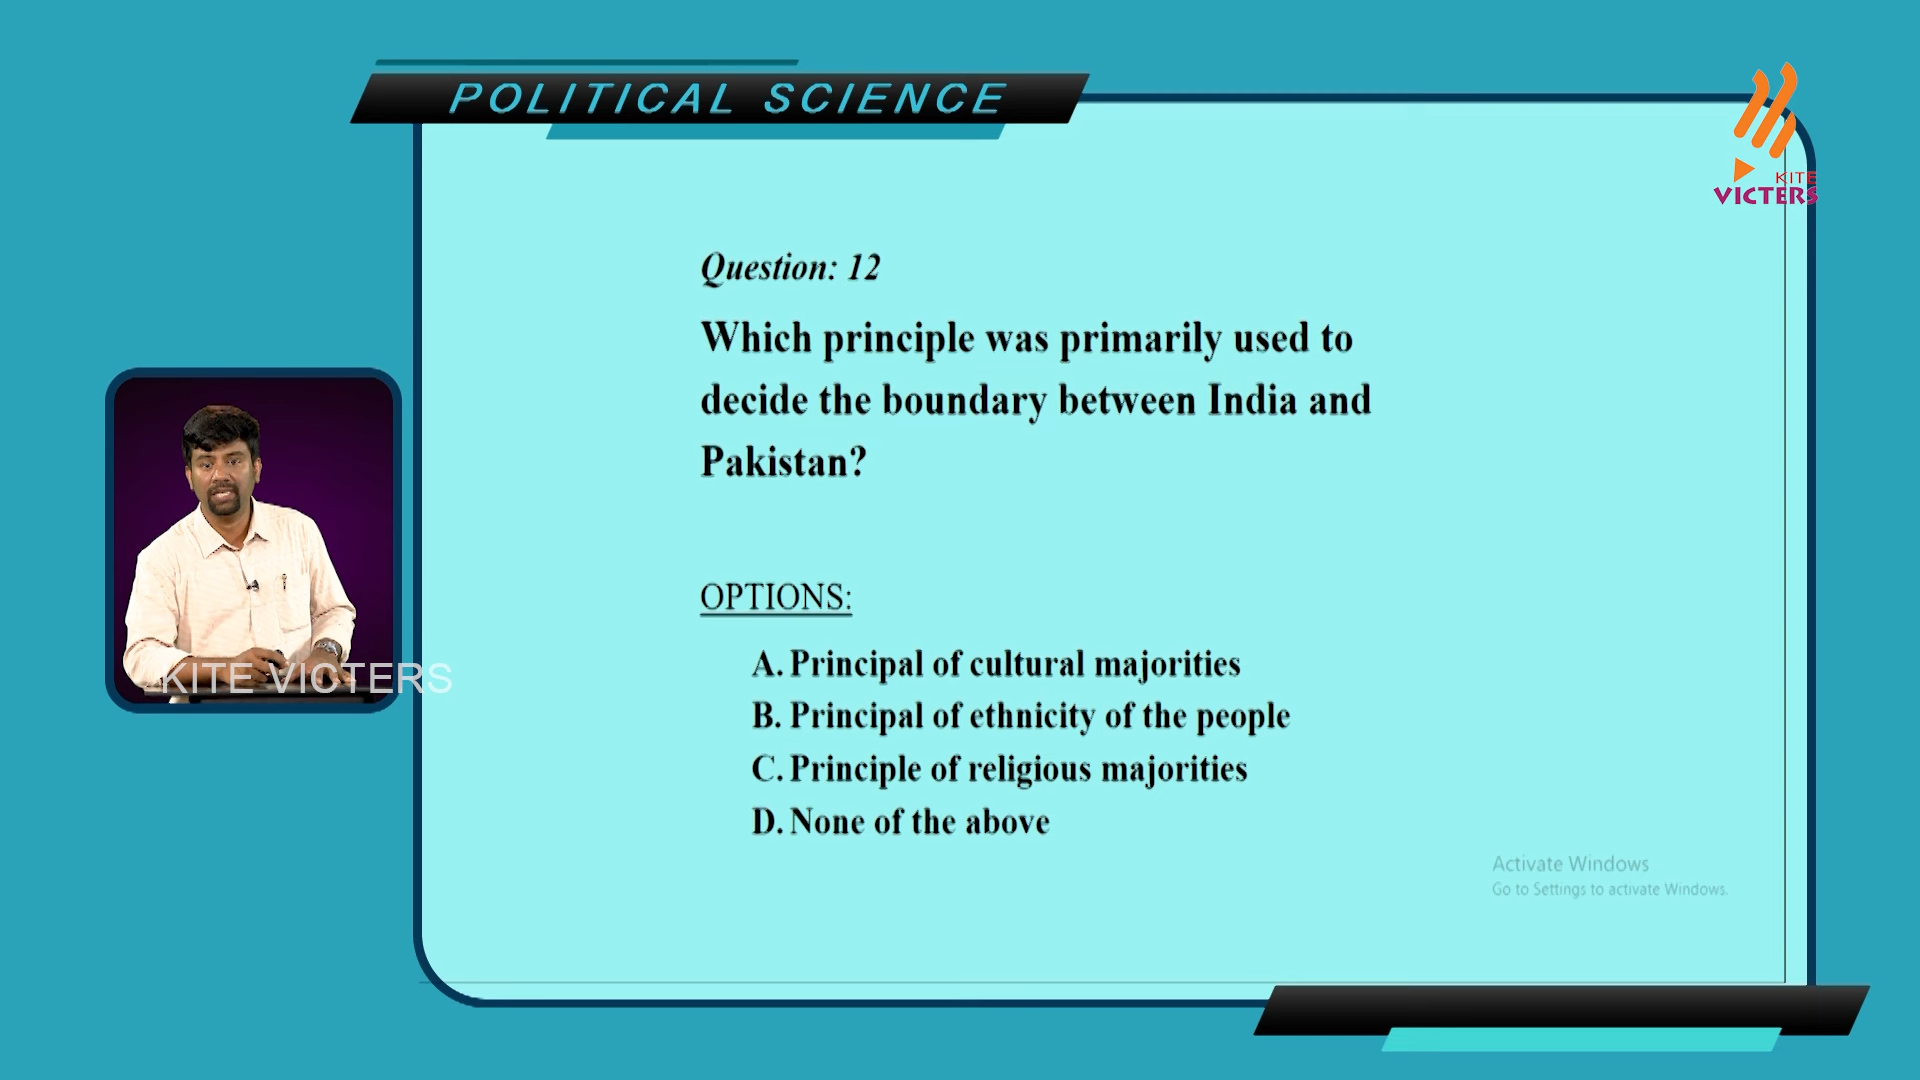 POLITICAL SCIENCE
KITE
VICTERS
Question: 12
Which principle was primarily used to
decide the boundary between India and
Pakistan?
OPTIONS:
A. Principal of cultural majorities
B. Principal of ethnicity of the people
C. Principle of religious majorities
D. None of the above
KITE VICTERS
Activate Windows
Go to Settings to activate Windows.